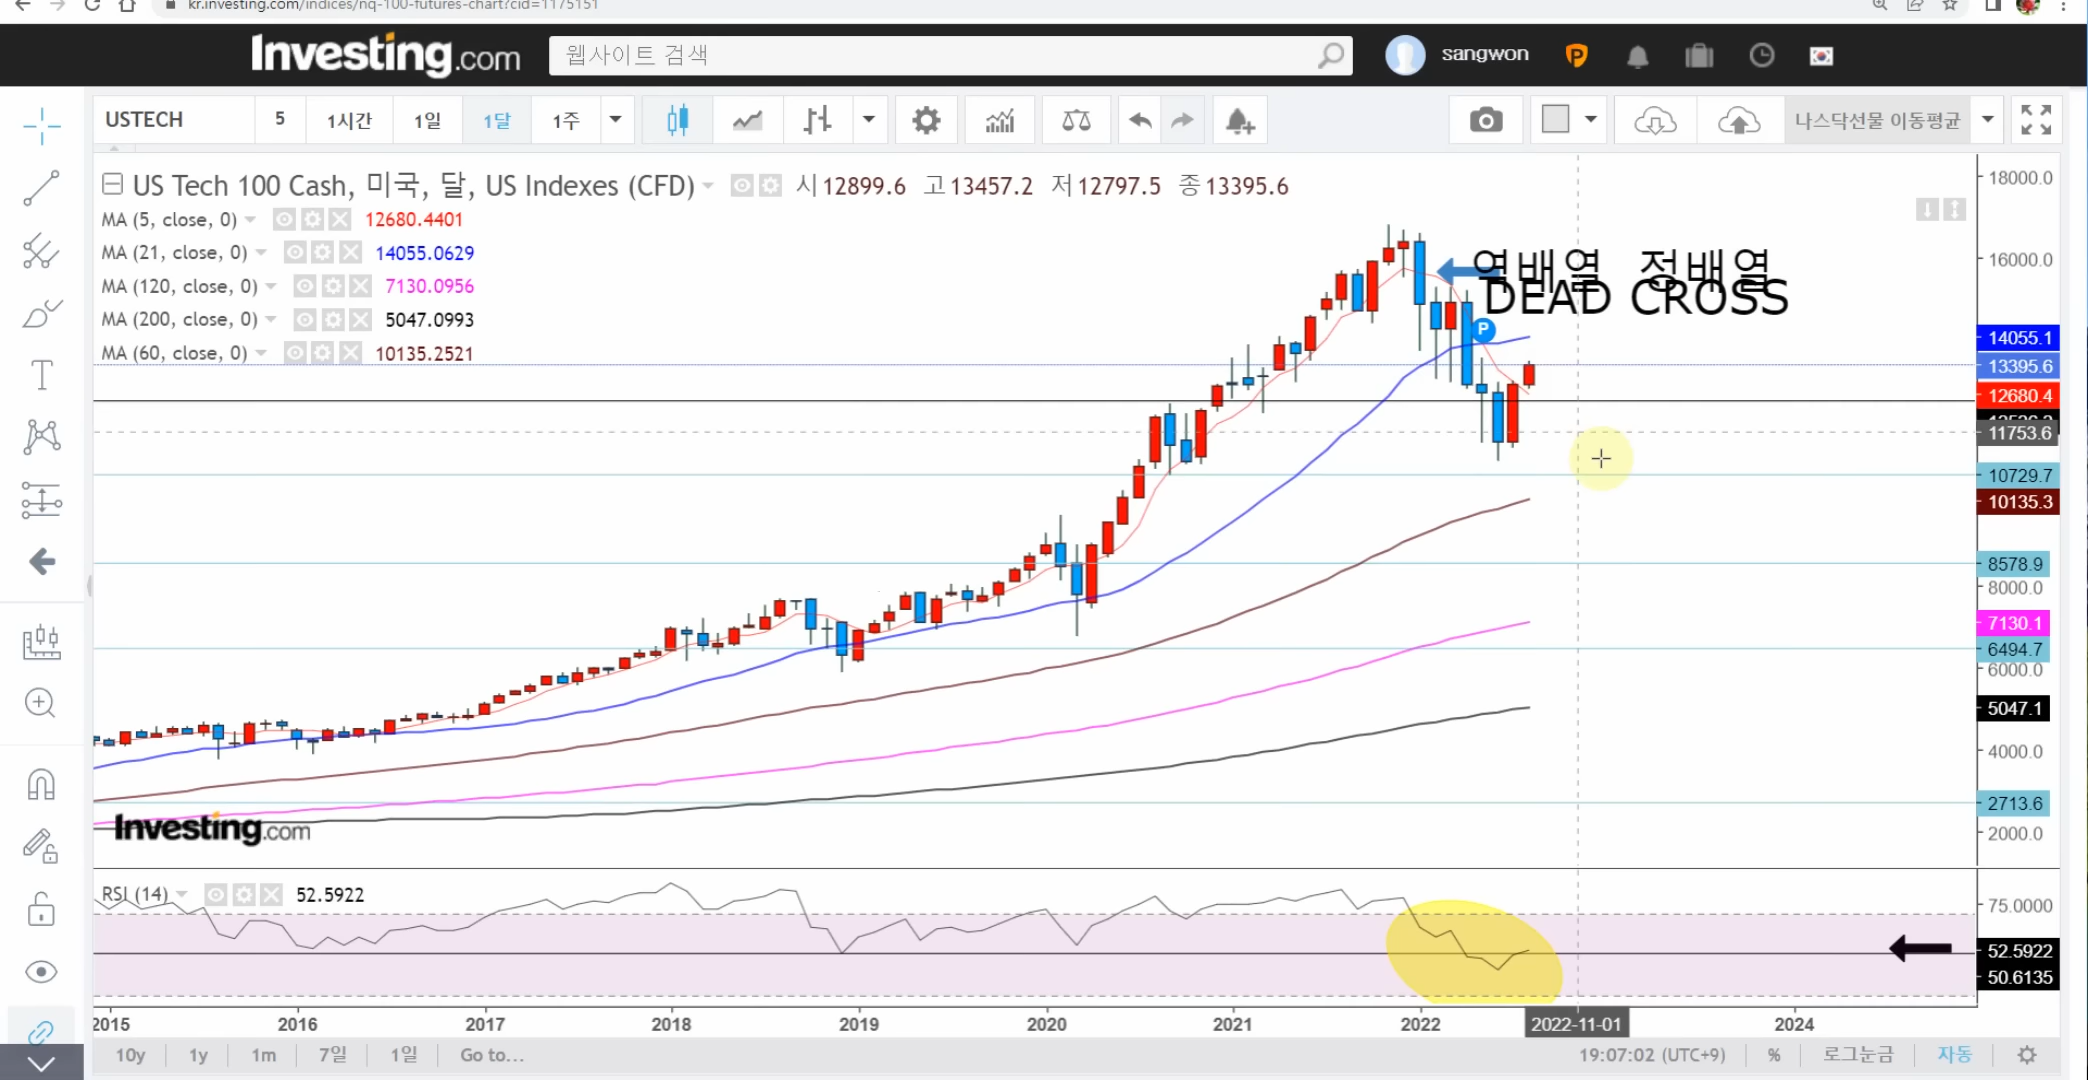 kr.investing.com/indices/nq-100-futures-chart?cid=1175151
Investing.com 웹사이트 검색 sangwon P
USTECH 5 1시간 1일 1달 1주 나스닥선물 이동평균
US Tech 100 Cash, 미국, 달, US Indexes (CFD) 시 12899.6 고 13457.2 저 12797.5 종 13395.6
MA (5, close, 0) 12680.4401
MA (21, close, 0) 14055.0629
MA (120, close, 0) 7130.0956
MA (200, close, 0) 5047.0993
MA (60, close, 0) 10135.2521
역배열 정배열
DEAD CROSS
P
18000.0
16000.0
14055.1
13395.6
12680.4
11753.6
10729.7
10135.3
8578.9
8000.0
7130.1
6494.7
6000.0
5047.1
4000.0
2713.6
2000.0
Investing.com
RSI (14) 52.5922
75.0000
52.5922
50.6135
2015 2016 2017 2018 2019 2020 2021 2022 2022-11-01 2024
10y 1y 1m 7일 1일 Go to... 19:07:02 (UTC+9) % 로그눈금 자동